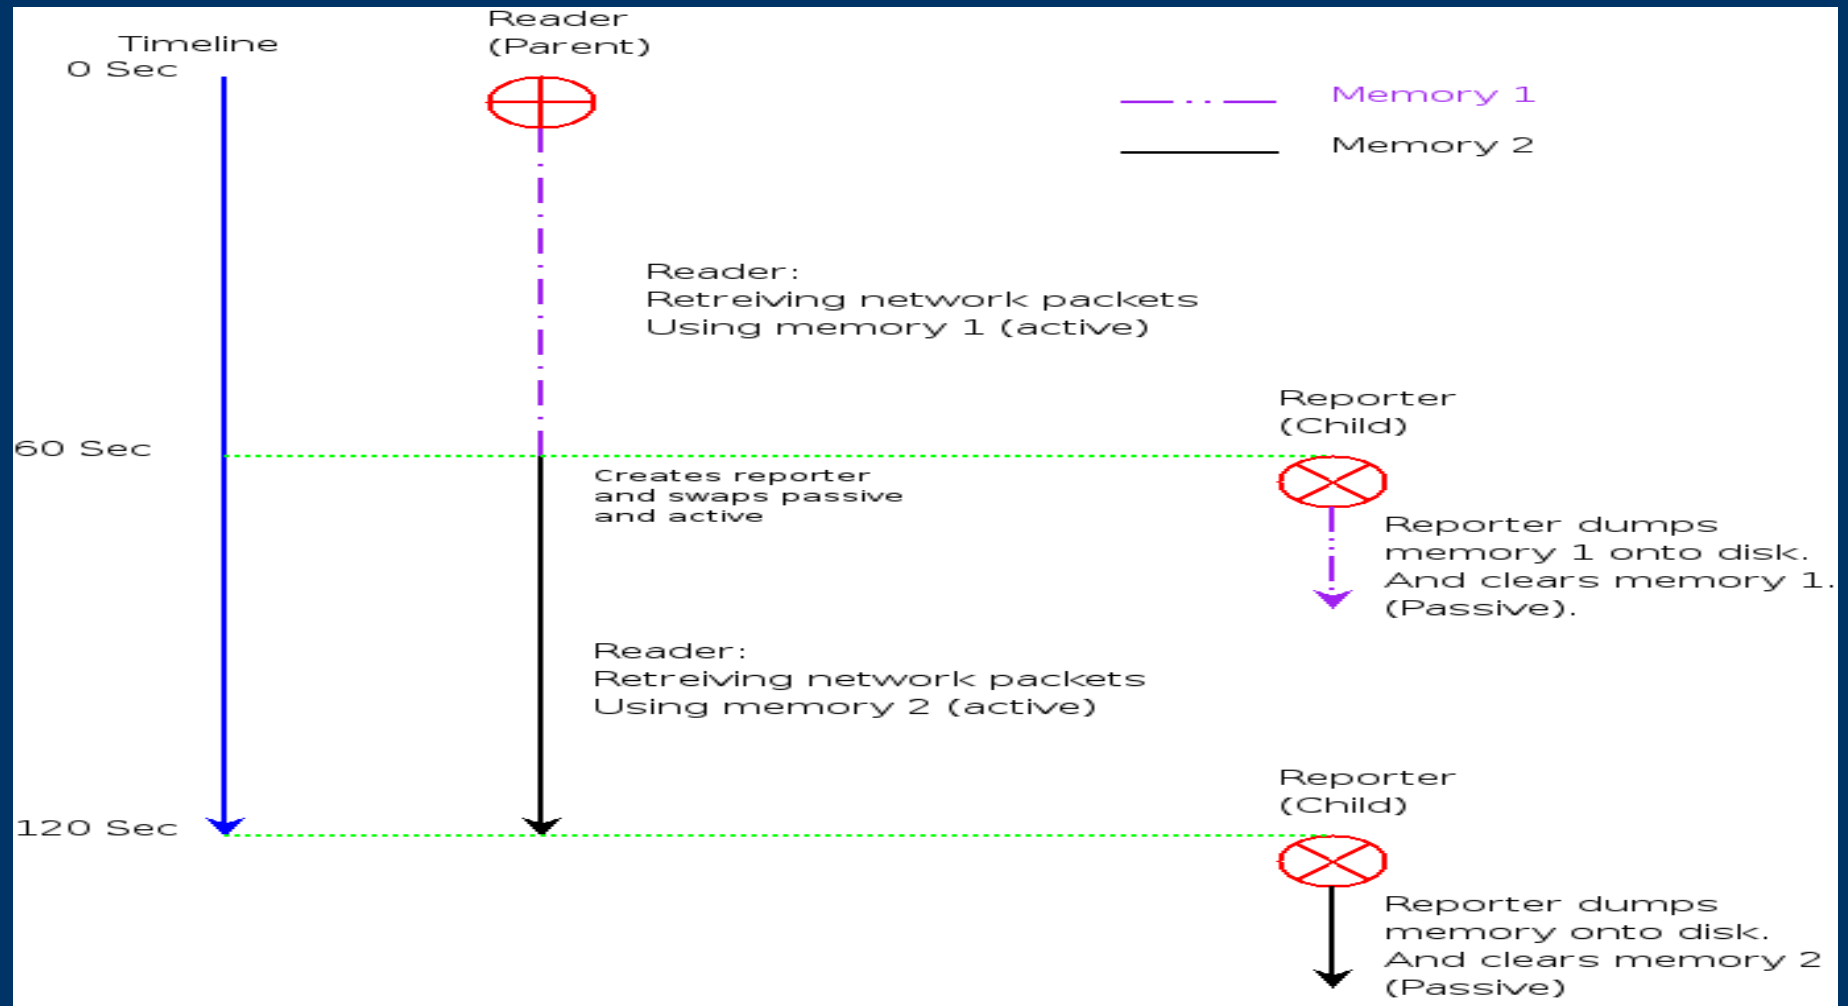 Reader
(Parent)
Timeline
0 Sec
Memory 1
Memory 2
Reader:
Retreiving network packets
Using memory 1 (active)
Reporter
(Child)
60 Sec
Creates reporter
and swaps passive
and active
Reporter dumps
memory 1 onto disk.
And clears memory 1.
(Passive).
Reader:
Retreiving network packets
Using memory 2 (active)
Reporter
(Child)
120 Sec
Reporter dumps
memory onto disk.
And clears memory 2
(Passive)